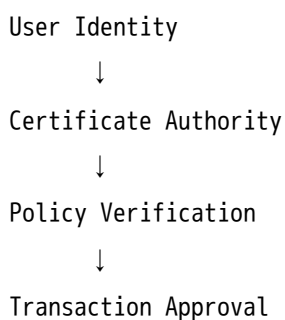 User Identity
↓
Certificate Authority
↓
Policy Verification
↓
Transaction Approval